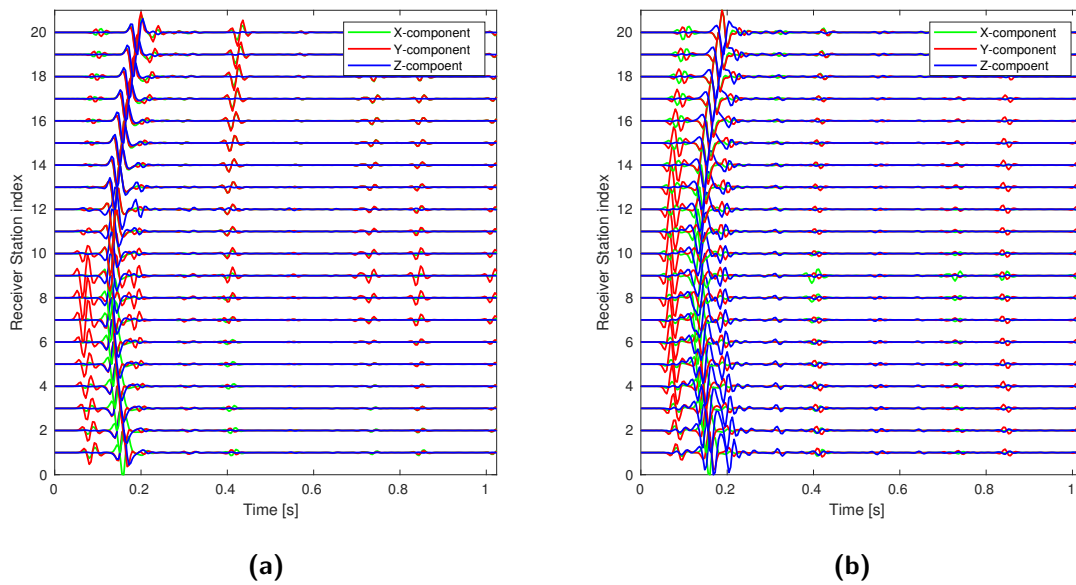 X-component
Y-component
Z-compoent
Receiver Station index
20
18
16
14
12
10
8
6
4
2
0
0 0.2 0.4 0.6 0.8 1
Time [s]
(a)
X-component
Y-component
Z-compoent
Receiver Station index
20
18
16
14
12
10
8
6
4
2
0
0 0.2 0.4 0.6 0.8 1
Time [s]
(b)